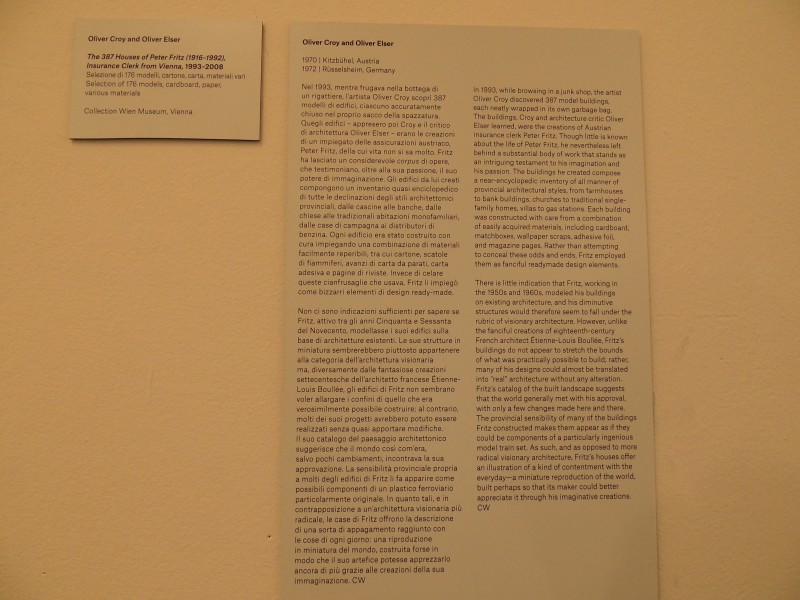 Oliver Croy and Oliver Elser
The 387 Houses of Peter Fritz (1916–1992),
Insurance Clerk from Vienna, 1993–2008
Selezione di 176 modelli, cartone, carta, materiali vari
Selection of 176 models, cardboard, paper,
various materials
Collection Wien Museum, Vienna
Oliver Croy and Oliver Elser
1970 | Kitzbühel, Austria
1972 | Rüsselsheim, Germany
Nel 1993, mentre frugava nella bottega di
un rigattiere, l'artista Oliver Croy scoprì 387
modelli di edifici, ciascuno accuratamente
chiuso nel proprio sacco della spazzatura.
Quegli edifici – appresero poi Croy e il critico
di architettura Oliver Elser – erano le creazioni
di un impiegato delle assicurazioni austriaco,
Peter Fritz, della cui vita non si sa molto. Fritz
ha lasciato un considerevole corpus di opere,
che testimoniano, oltre alla sua passione, il suo
potere di immaginazione. Gli edifici da lui creati
compongono un inventario quasi enciclopedico
di tutte le declinazioni degli stili architettonici
provinciali, dalle cascine alle banche, dalle
chiese alle tradizionali abitazioni monofamiliari,
dalle case di campagna ai distributori di
benzina. Ogni edificio era stato costruito con
cura impiegando una combinazione di materiali
facilmente reperibili, tra cui cartone, scatole
di fiammiferi, avanzi di carta da parati, carta
adesiva e pagine di riviste. Invece di celare
queste cianfrusaglie che usava, Fritz li impiegò
come bizzarri elementi di design ready-made.
Non ci sono indicazioni sufficienti per sapere se
Fritz, attivo tra gli anni Cinquanta e Sessanta
del Novecento, modellasse i suoi edifici sulla
base di architetture esistenti. Le sue strutture in
miniatura sembrerebbero piuttosto appartenere
alla categoria dell'architettura visionaria
ma, diversamente dalle fantasiose creazioni
settecentesche dell'architetto francese Étienne-
Louis Boullée, gli edifici di Fritz non sembrano
voler allargare i confini di quello che era
verosimilmente possibile costruire; al contrario,
molti dei suoi progetti avrebbero potuto essere
realizzati senza quasi apportare modifiche.
Il suo catalogo del paesaggio architettonico
suggerisce che il mondo così com'era,
salvo pochi cambiamenti, incontrava la sua
approvazione. La sensibilità provinciale propria
a molti degli edifici di Fritz li fa apparire come
possibili componenti di un plastico ferroviario
particolarmente originale. In quanto tali, e in
contrapposizione a un'architettura visionaria più
radicale, le case di Fritz offrono la descrizione
di una sorta di appagamento raggiunto con
le cose di ogni giorno: una riproduzione
in miniatura del mondo, costruita forse in
modo che il suo artefice potesse apprezzarlo
ancora di più grazie alle creazioni della sua
immaginazione. CW
In 1993, while browsing in a junk shop, the artist
Oliver Croy discovered 387 model buildings,
each neatly wrapped in its own garbage bag.
The buildings, Croy and architecture critic Oliver
Elser learned, were the creations of Austrian
insurance clerk Peter Fritz. Though little is known
about the life of Peter Fritz, he nevertheless left
behind a substantial body of work that stands as
an intriguing testament to his imagination and
his passion. The buildings he created compose
a near-encyclopedic inventory of all manner of
provincial architectural styles, from farmhouses
to bank buildings, churches to traditional single-
family homes, villas to gas stations. Each building
was constructed with care from a combination
of easily acquired materials, including cardboard,
matchboxes, wallpaper scraps, adhesive foil,
and magazine pages. Rather than attempting
to conceal these odds and ends, Fritz employed
them as fanciful readymade design elements.
There is little indication that Fritz, working in
the 1950s and 1960s, modeled his buildings
on existing architecture, and his diminutive
structures would therefore seem to fall under the
rubric of visionary architecture. However, unlike
the fanciful creations of eighteenth-century
French architect Étienne-Louis Boullée, Fritz's
buildings do not appear to stretch the bounds
of what was practically possible to build; rather,
many of his designs could almost be translated
into "real" architecture without any alteration.
Fritz's catalog of the built landscape suggests
that the world generally met with his approval,
with only a few changes made here and there.
The provincial sensibility of many of the buildings
Fritz constructed makes them appear as if they
could be components of a particularly ingenious
model train set. As such, and as opposed to more
radical visionary architecture, Fritz's houses offer
an illustration of a kind of contentment with the
everyday—a miniature reproduction of the world,
built perhaps so that its maker could better
appreciate it through his imaginative creations.
CW